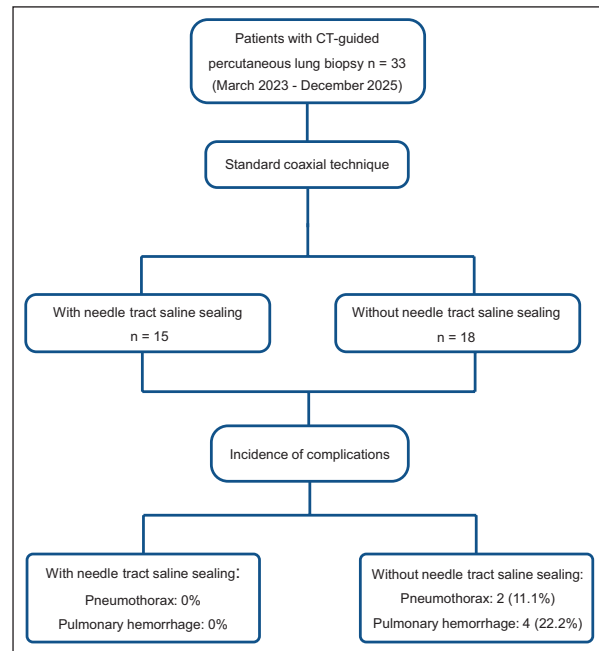 Patients with CT-guided
percutaneous lung biopsy n = 33
(March 2023 - December 2025)
Standard coaxial technique
With needle tract saline sealing
n = 15
Without needle tract saline sealing
n = 18
Incidence of complications
With needle tract saline sealing:
Pneumothorax: 0%
Pulmonary hemorrhage: 0%
Without needle tract saline sealing:
Pneumothorax: 2 (11.1%)
Pulmonary hemorrhage: 4 (22.2%)